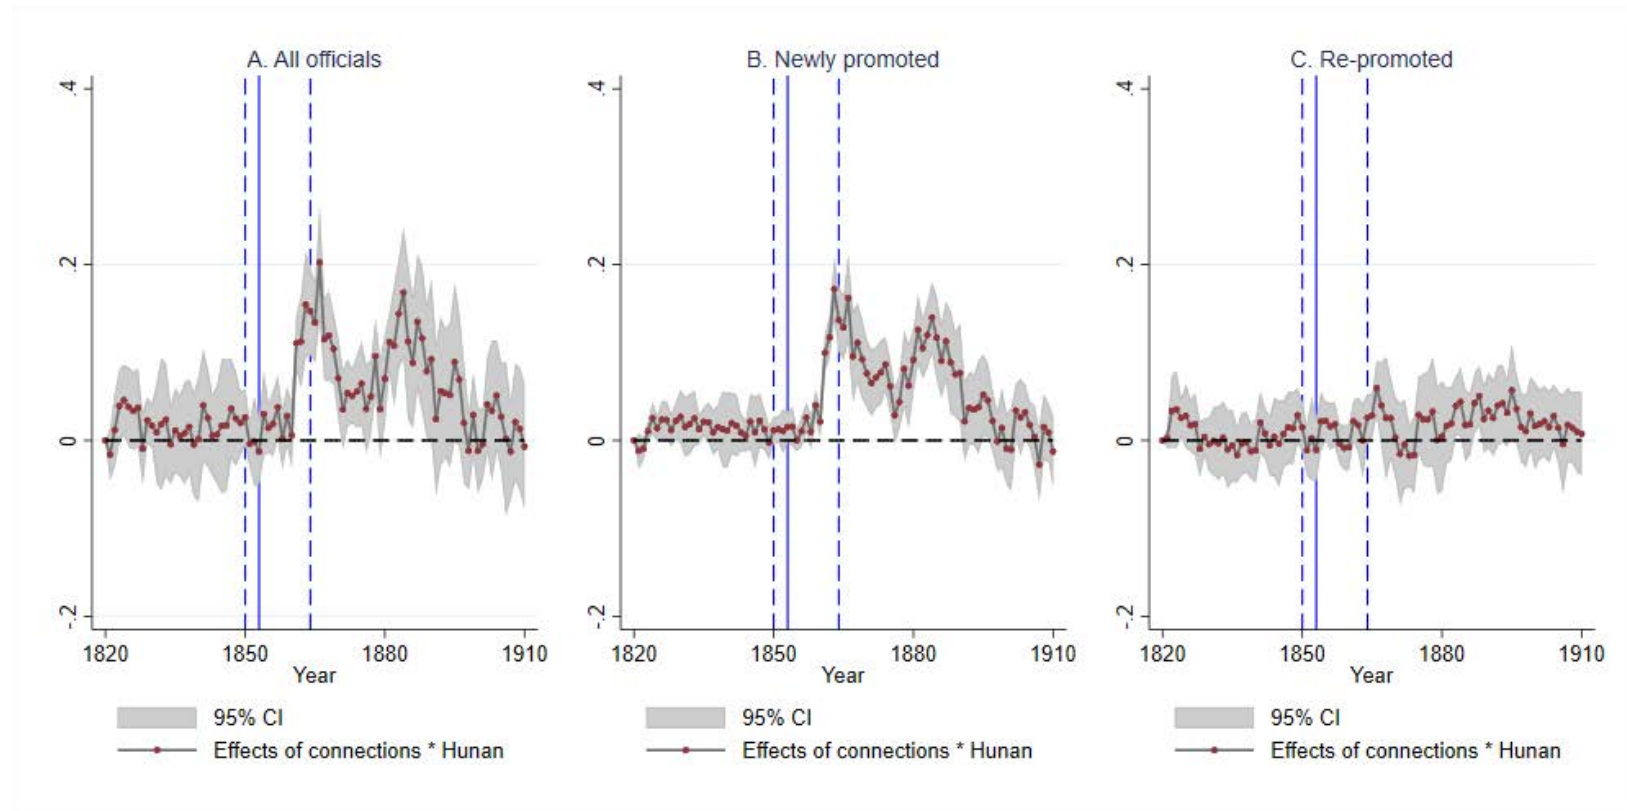 A. All officials
.4
.2
0
-.2
1820 1850 1880 1910
Year
95% CI
Effects of connections * Hunan
B. Newly promoted
.4
.2
0
-.2
1820 1850 1880 1910
Year
95% CI
Effects of connections * Hunan
C. Re-promoted
.4
.2
0
-.2
1820 1850 1880 1910
Year
95% CI
Effects of connections * Hunan